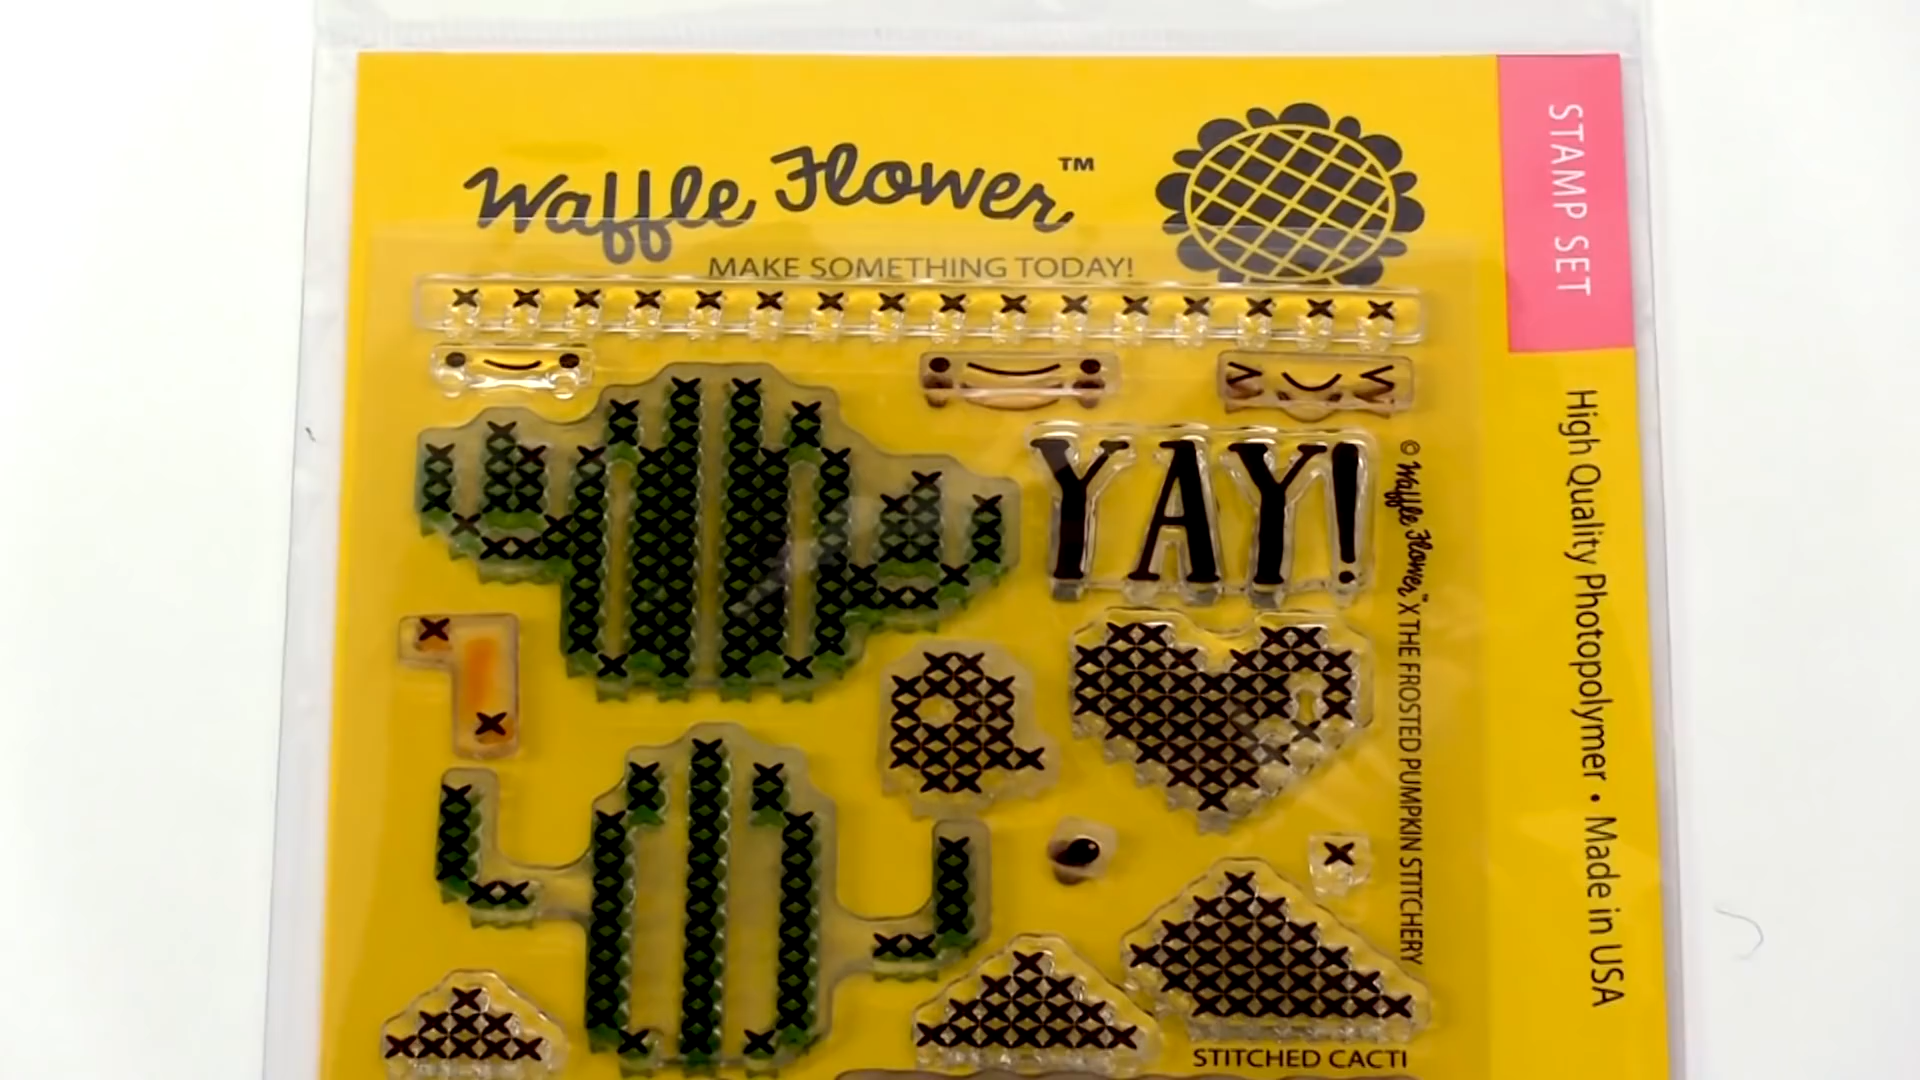 Waffle Flower™
MAKE SOMETHING TODAY!
STAMP SET
High Quality Photopolymer • Made in USA
YAY!
© Waffle Flower™ X THE FROSTED PUMPKIN STITCHERY
STITCHED CACTI